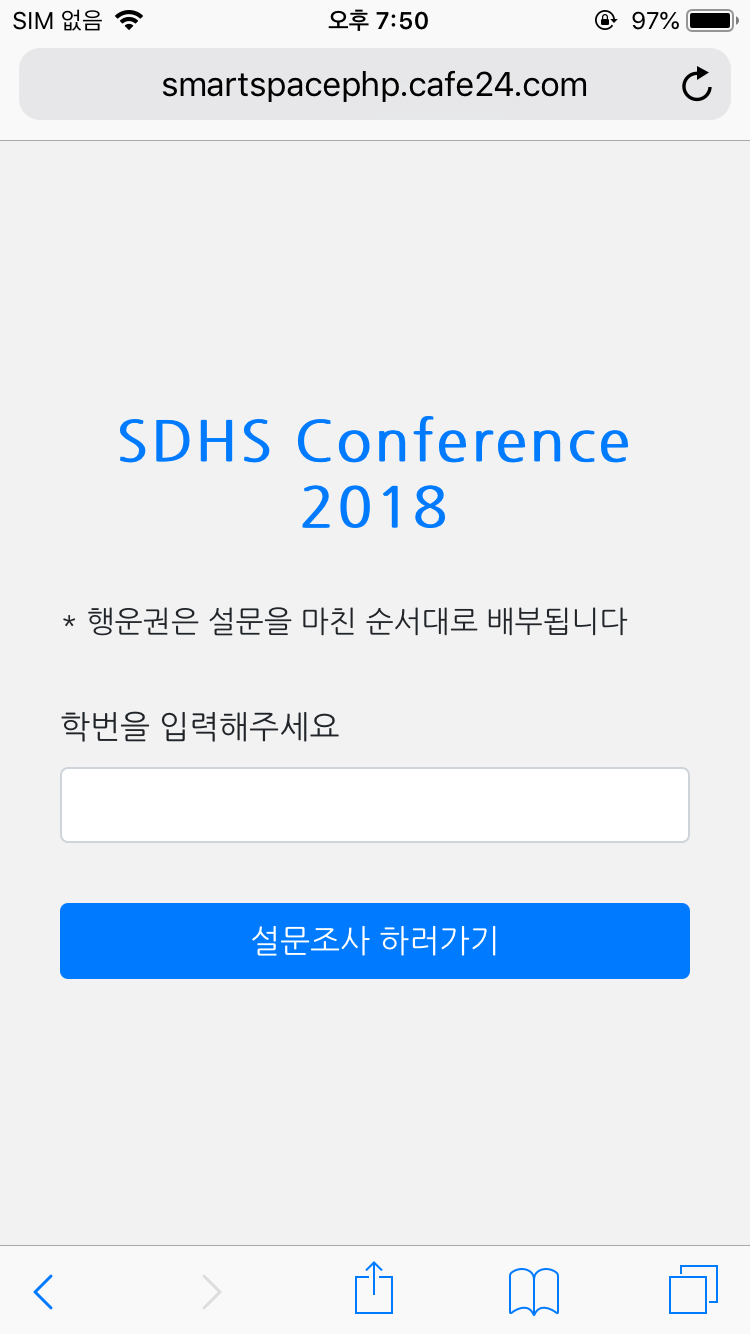 SIM 없음
오후 7:50
97%
smartspacephp.cafe24.com
SDHS Conference
2018
* 행운권은 설문을 마친 순서대로 배부됩니다
학번을 입력해주세요
설문조사 하러가기